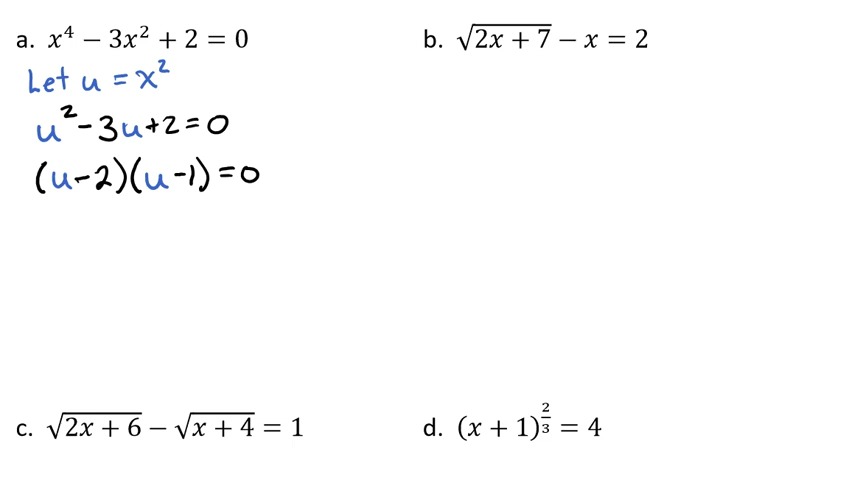 a. x⁴ − 3x² + 2 = 0
Let u = x²
u² - 3u + 2 = 0
(u - 2)(u - 1) = 0
b. √(2x + 7) − x = 2
c. √(2x + 6) − √(x + 4) = 1
d. (x + 1)^(2/3) = 4